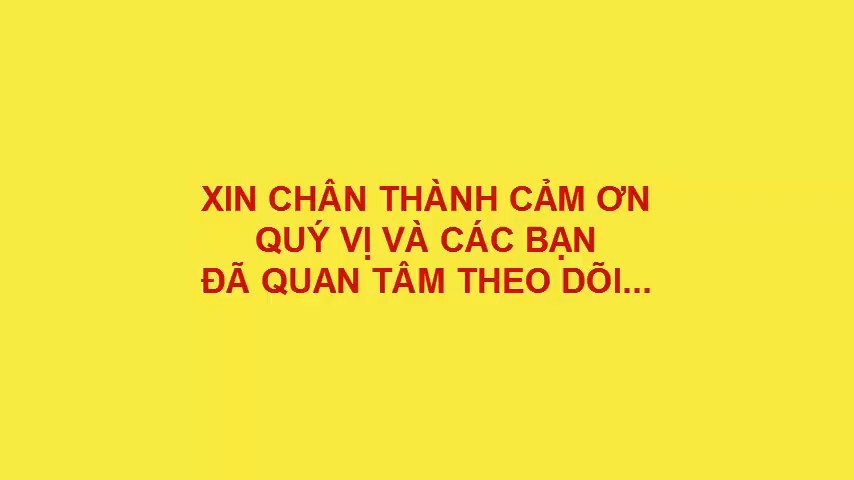 XIN CHÂN THÀNH CẢM ƠN
QUÝ VỊ VÀ CÁC BẠN
ĐÃ QUAN TÂM THEO DÕI...